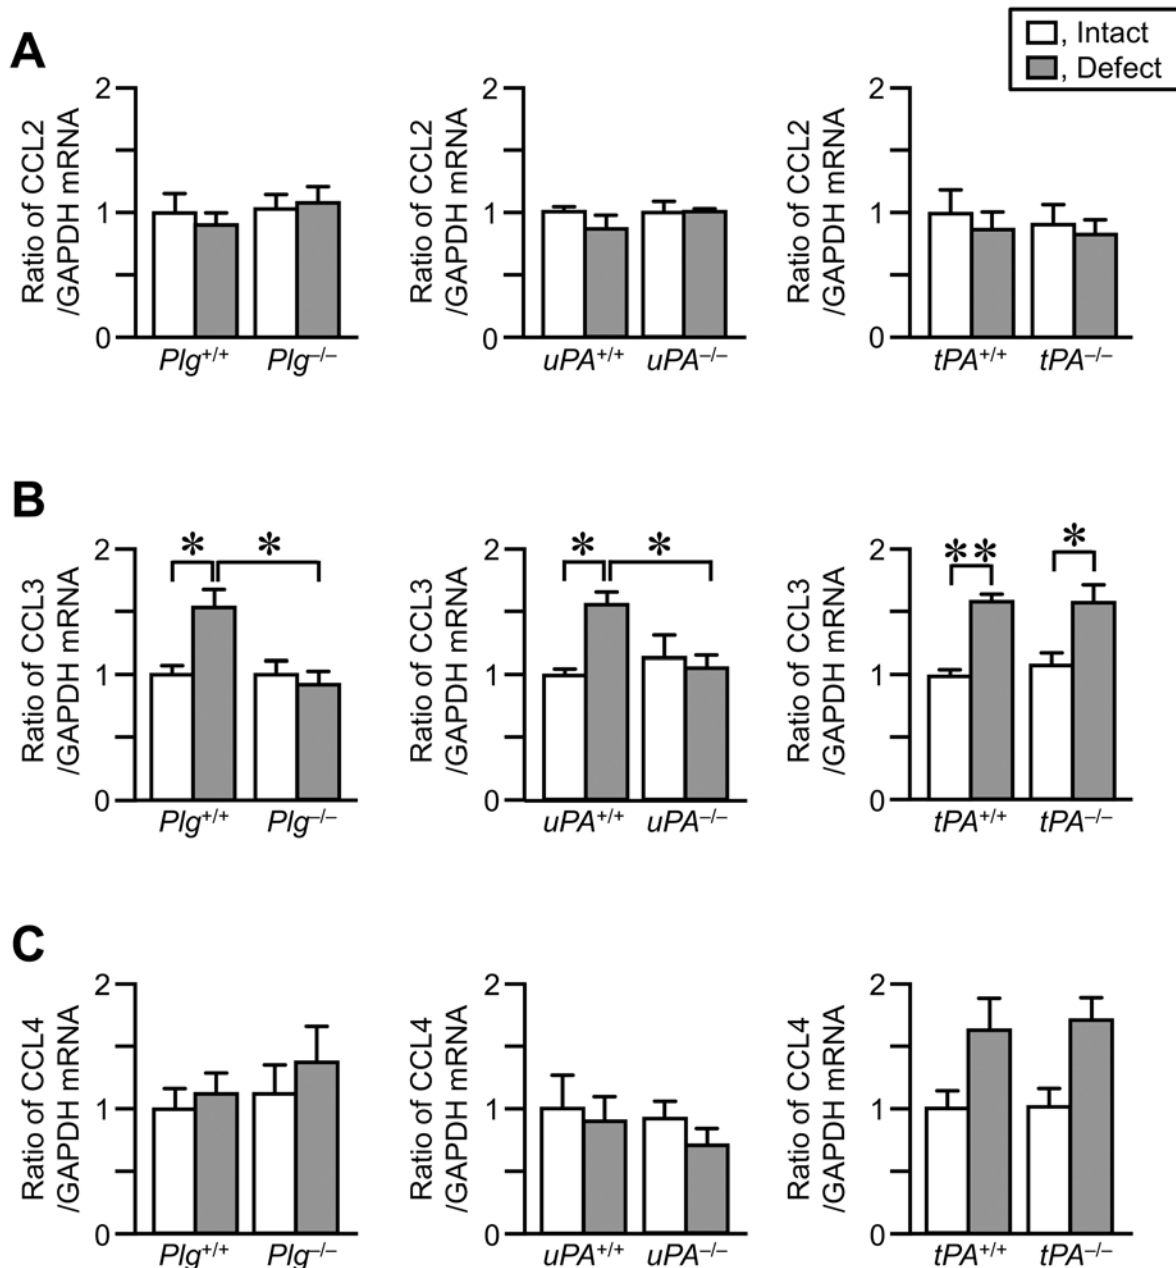 A
, Intact
, Defect
Ratio of CCL2
/GAPDH mRNA
2
1
0
Plg+/+ Plg–/–
Ratio of CCL2
/GAPDH mRNA
2
1
0
uPA+/+ uPA–/–
Ratio of CCL2
/GAPDH mRNA
2
1
0
tPA+/+ tPA–/–
B
Ratio of CCL3
/GAPDH mRNA
2
1
0
* *
Plg+/+ Plg–/–
Ratio of CCL3
/GAPDH mRNA
2
1
0
* *
uPA+/+ uPA–/–
Ratio of CCL3
/GAPDH mRNA
2
1
0
** *
tPA+/+ tPA–/–
C
Ratio of CCL4
/GAPDH mRNA
2
1
0
Plg+/+ Plg–/–
Ratio of CCL4
/GAPDH mRNA
2
1
0
uPA+/+ uPA–/–
Ratio of CCL4
/GAPDH mRNA
2
1
0
tPA+/+ tPA–/–